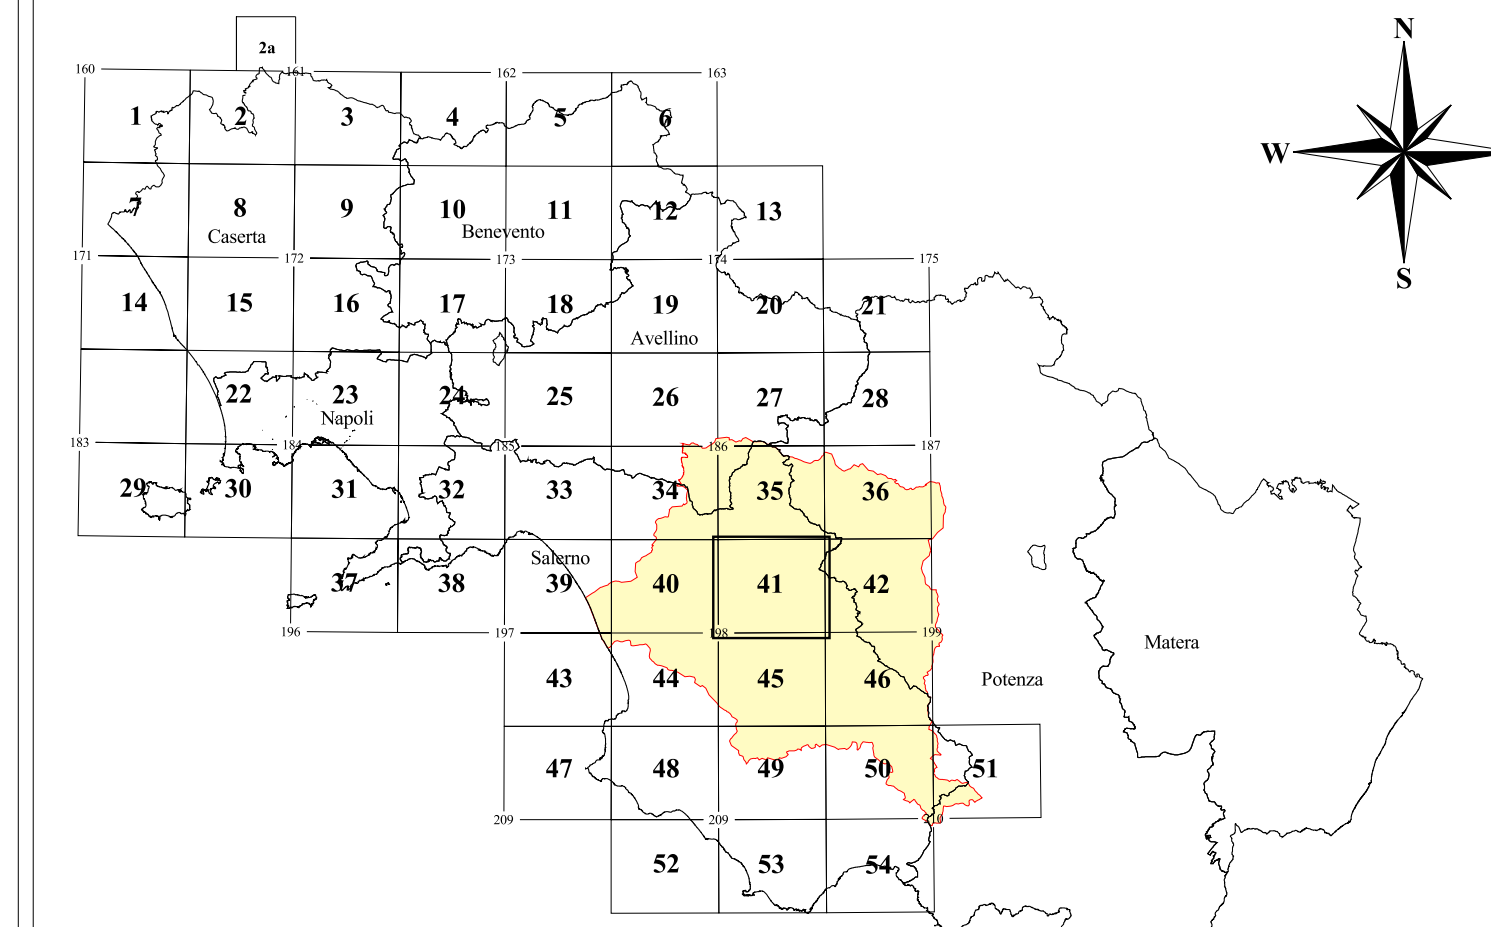 N
2a
160 161 162 163
1 2 3 4 5 6
W
7 8 9 10 11 12 13
Caserta Benevento
171 172 173 174 175
S
14 15 16 17 18 19 20 21
Avellino
22 23 24 25 26 27 28
Napoli
183 184 185 186 187
29 30 31 32 33 34 35 36
Salerno
37 38 39 40 41 42
196 197 198 199
Matera
43 44 45 46 Potenza
47 48 49 50 51
209 209 210
52 53 54